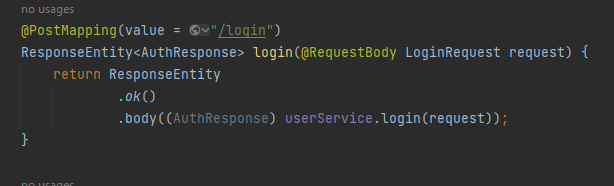 no usages
@PostMapping(value = "/login")
ResponseEntity<AuthResponse> login(@RequestBody LoginRequest request) {
    return ResponseEntity
            .ok()
            .body((AuthResponse) userService.login(request));
}
no usages